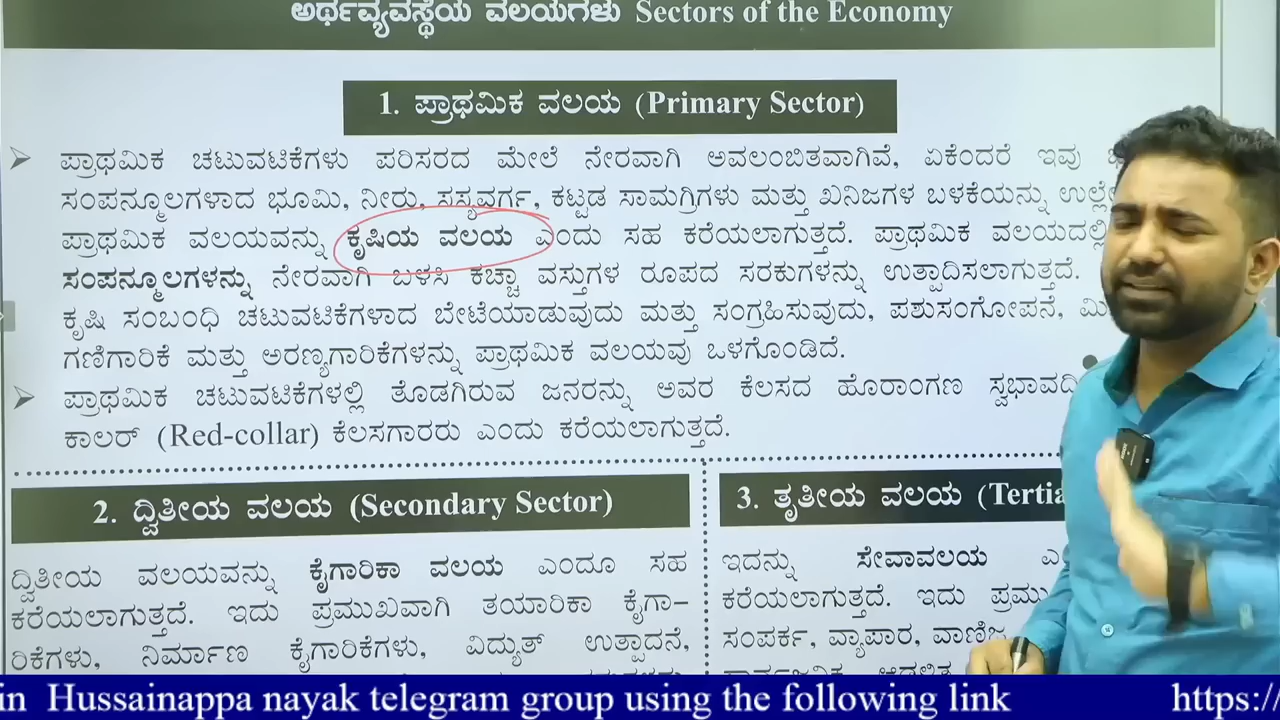 ಅರ್ಥವ್ಯವಸ್ಥೆಯ ವಲಯಗಳು Sectors of the Economy
1. ಪ್ರಾಥಮಿಕ ವಲಯ (Primary Sector)
ಪ್ರಾಥಮಿಕ ಚಟುವಟಿಕೆಗಳು ಪರಿಸರದ ಮೇಲೆ ನೇರವಾಗಿ ಅವಲಂಬಿತವಾಗಿವೆ, ಏಕೆಂದರೆ ಇವು
ಸಂಪನ್ಮೂಲಗಳಾದ ಭೂಮಿ, ನೀರು, ಸಸ್ಯವರ್ಗ, ಕಟ್ಟಡ ಸಾಮಗ್ರಿಗಳು ಮತ್ತು ಖನಿಜಗಳ ಬಳಕೆಯನ್ನು
ಪ್ರಾಥಮಿಕ ವಲಯವನ್ನು ಕೃಷಿಯ ವಲಯ ಎಂದು ಸಹ ಕರೆಯಲಾಗುತ್ತದೆ. ಪ್ರಾಥಮಿಕ
ಸಂಪನ್ಮೂಲಗಳನ್ನು ನೇರವಾಗಿ ಬಳಸಿ ಕಚ್ಚಾ ವಸ್ತುಗಳ ರೂಪದ ಸರಕುಗಳನ್ನು ಉತ್ಪಾದಿಸಲಾಗುತ್ತದೆ.
ಕೃಷಿ ಸಂಬಂಧಿ ಚಟುವಟಿಕೆಗಳಾದ ಬೇಟೆಯಾಡುವುದು ಮತ್ತು ಸಂಗ್ರಹಿಸುವುದು, ಪಶುಸಂಗೋಪನೆ,
ಗಣಿಗಾರಿಕೆ ಮತ್ತು ಅರಣ್ಯಗಾರಿಕೆಗಳನ್ನು ಪ್ರಾಥಮಿಕ ವಲಯವು ಒಳಗೊಂಡಿದೆ.
ಪ್ರಾಥಮಿಕ ಚಟುವಟಿಕೆಗಳಲ್ಲಿ ತೊಡಗಿರುವ ಜನರನ್ನು ಅವರ ಕೆಲಸದ ಹೊರಾಂಗಣ
ಕಾಲರ್ (Red-collar) ಕೆಲಸಗಾರರು ಎಂದು ಕರೆಯಲಾಗುತ್ತದೆ.
2. ದ್ವಿತೀಯ ವಲಯ (Secondary Sector)
ದ್ವಿತೀಯ ವಲಯವನ್ನು ಕೈಗಾರಿಕಾ ವಲಯ ಎಂದೂ ಸಹ
ಕರೆಯಲಾಗುತ್ತದೆ. ಇದು ಪ್ರಮುಖವಾಗಿ ತಯಾರಿಕಾ ಕೈಗಾ–
ರಿಕೆಗಳು, ನಿರ್ಮಾಣ ಕೈಗಾರಿಕೆಗಳು, ವಿದ್ಯುತ್ ಉತ್ಪಾದನೆ,
3. ತೃತೀಯ ವಲಯ
ಇದನ್ನು ಸೇವಾವಲಯ
ಕರೆಯಲಾಗುತ್ತದೆ. ಇದು
ಸಂಪರ್ಕ, ವ್ಯಾಪಾರ,
in Hussainappa nayak telegram group using the following link https:/